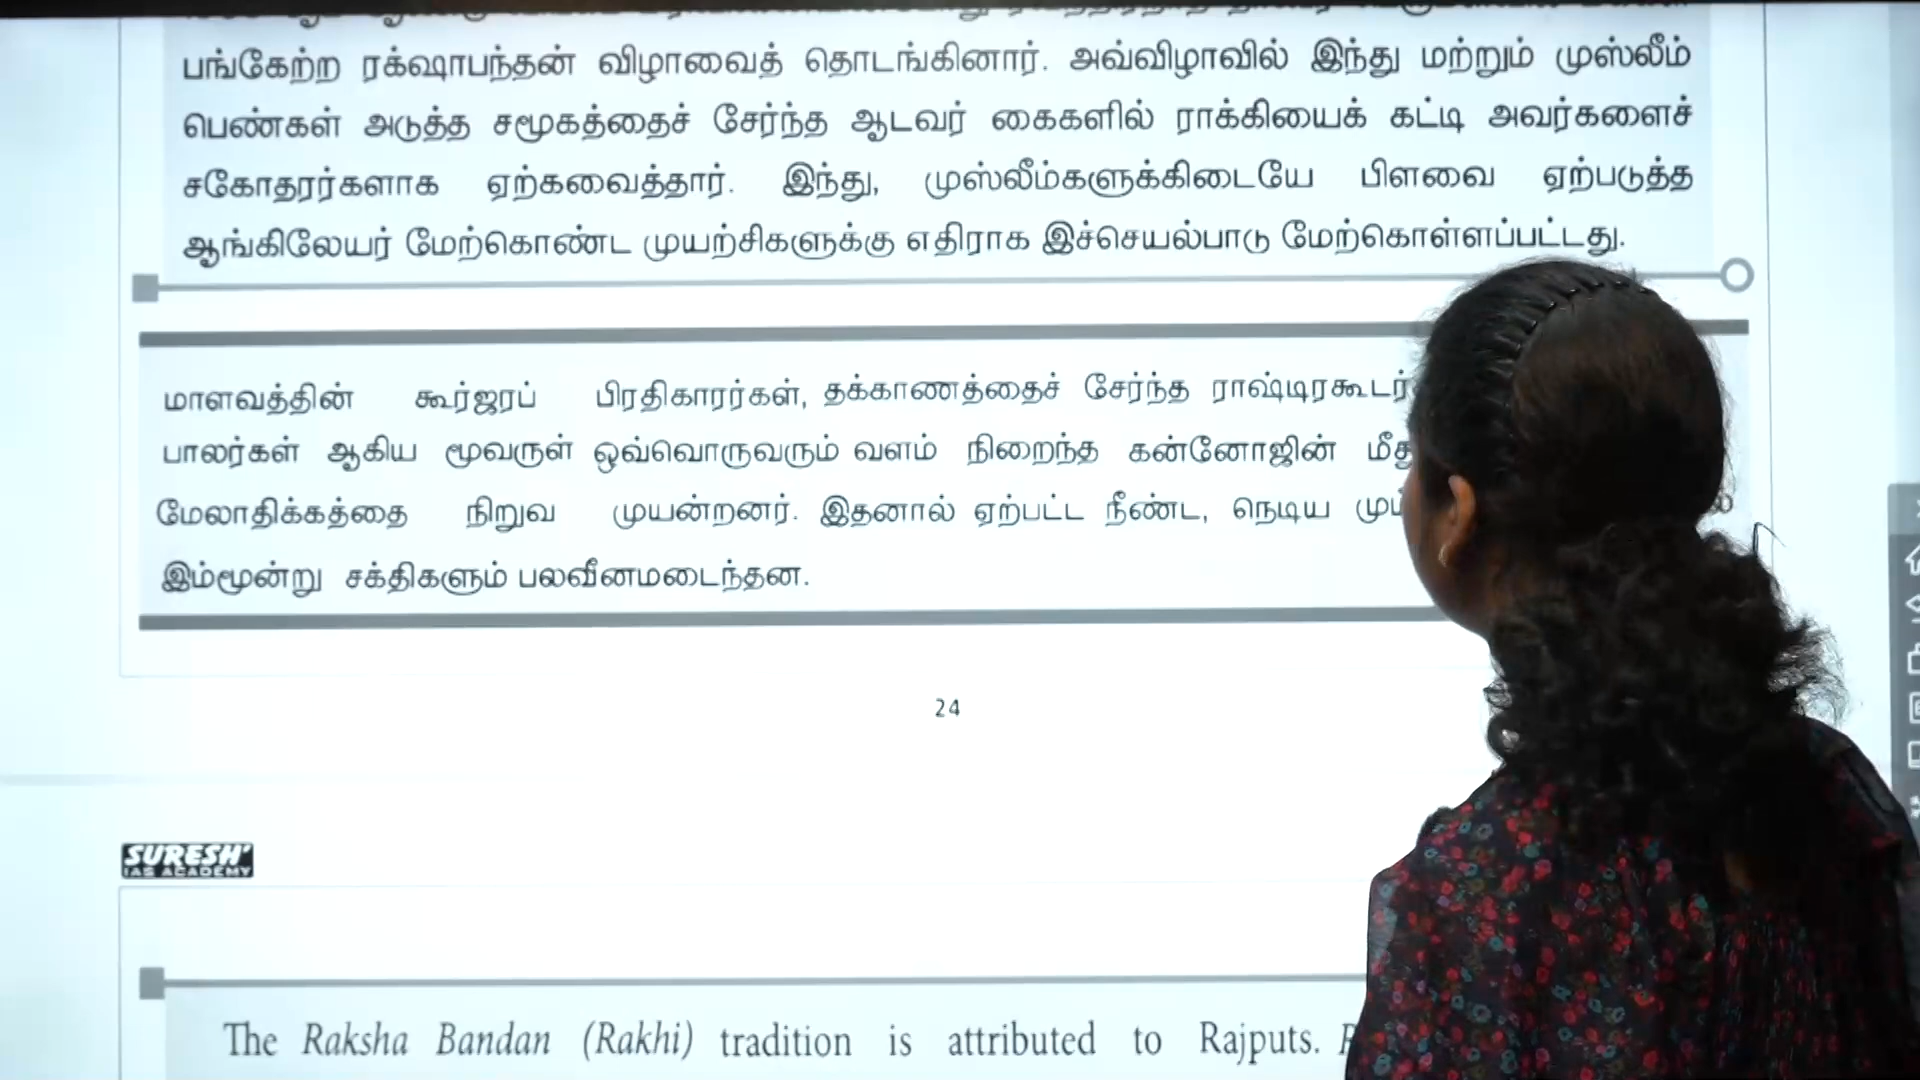 பங்கேற்ற ரக்‌ஷாபந்தன் விழாவைத் தொடங்கினார். அவ்விழாவில் இந்து மற்றும் முஸ்லீம்
பெண்கள் அடுத்த சமூகத்தைச் சேர்ந்த ஆடவர் கைகளில் ராக்கியைக் கட்டி அவர்களைச்
சகோதரர்களாக ஏற்கவைத்தார். இந்து, முஸ்லீம்களுக்கிடையே பிளவை ஏற்படுத்த
ஆங்கிலேயர் மேற்கொண்ட முயற்சிகளுக்கு எதிராக இச்செயல்பாடு மேற்கொள்ளப்பட்டது.
மாளவத்தின் கூர்ஜரப் பிரதிகாரர்கள், தக்காணத்தைச் சேர்ந்த ராஷ்டிரகூடர்
பாலர்கள் ஆகிய மூவருள் ஒவ்வொருவரும் வளம் நிறைந்த கன்னோஜின் மீது
மேலாதிக்கத்தை நிறுவ முயன்றனர். இதனால் ஏற்பட்ட நீண்ட, நெடிய
இம்மூன்று சக்திகளும் பலவீனமடைந்தன.
24
SURESH'
IAS ACADEMY
The Raksha Bandan (Rakhi) tradition is attributed to Rajputs.